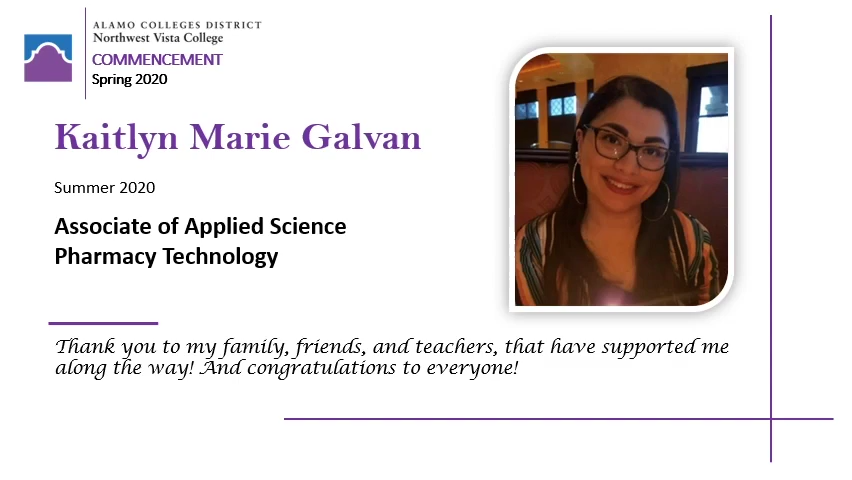 ALAMO COLLEGES DISTRICT
Northwest Vista College
COMMENCEMENT
Spring 2020
Kaitlyn Marie Galvan
Summer 2020
Associate of Applied Science
Pharmacy Technology
Thank you to my family, friends, and teachers, that have supported me
along the way! And congratulations to everyone!